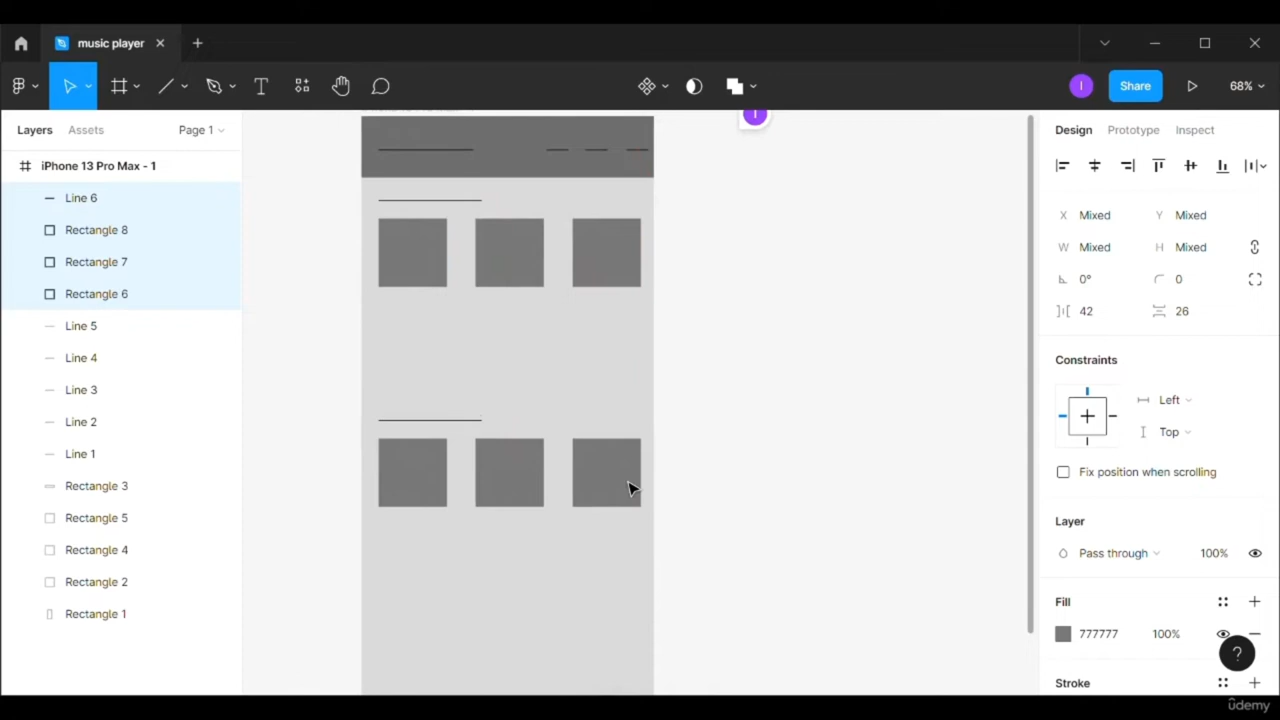 music player
T
I
Share
68%
Layers
Assets
Page 1
Design
Prototype
Inspect
iPhone 13 Pro Max - 1
Line 6
Rectangle 8
Rectangle 7
Rectangle 6
Line 5
Line 4
Line 3
Line 2
Line 1
Rectangle 3
Rectangle 5
Rectangle 4
Rectangle 2
Rectangle 1
X Mixed Y Mixed
W Mixed H Mixed
0° 0
42 26
Constraints
Left
Top
Fix position when scrolling
Layer
Pass through 100%
Fill
777777 100%
?
Stroke
ûdemy